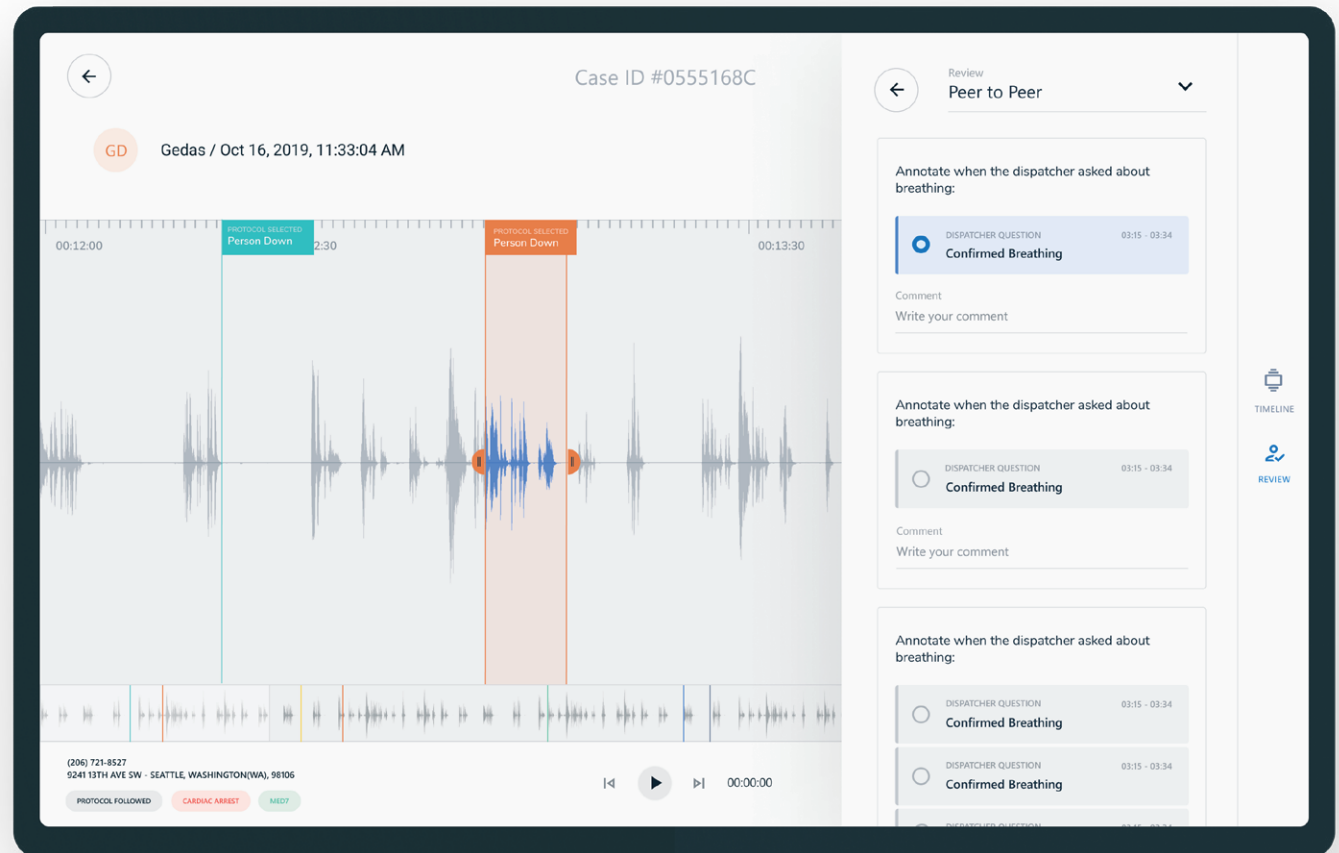 Case ID #0555168C
GD
Gedas / Oct 16, 2019, 11:33:04 AM
00:12:00
PROTOCOL SELECTED
Person Down
2:30
PROTOCOL SELECTED
Person Down
00:13:30
(206) 721-8527
9241 13TH AVE SW - SEATTLE, WASHINGTON(WA), 98106
PROTOCOL FOLLOWED
CARDIAC ARREST
MED7
00:00:00
Review
Peer to Peer
Annotate when the dispatcher asked about
breathing:
DISPATCHER QUESTION 03:15 - 03:34
Confirmed Breathing
Comment
Write your comment
Annotate when the dispatcher asked about
breathing:
DISPATCHER QUESTION 03:15 - 03:34
Confirmed Breathing
Comment
Write your comment
Annotate when the dispatcher asked about
breathing:
DISPATCHER QUESTION 03:15 - 03:34
Confirmed Breathing
DISPATCHER QUESTION 03:15 - 03:34
Confirmed Breathing
DISPATCHER QUESTION 03:15 - 03:34
TIMELINE
REVIEW